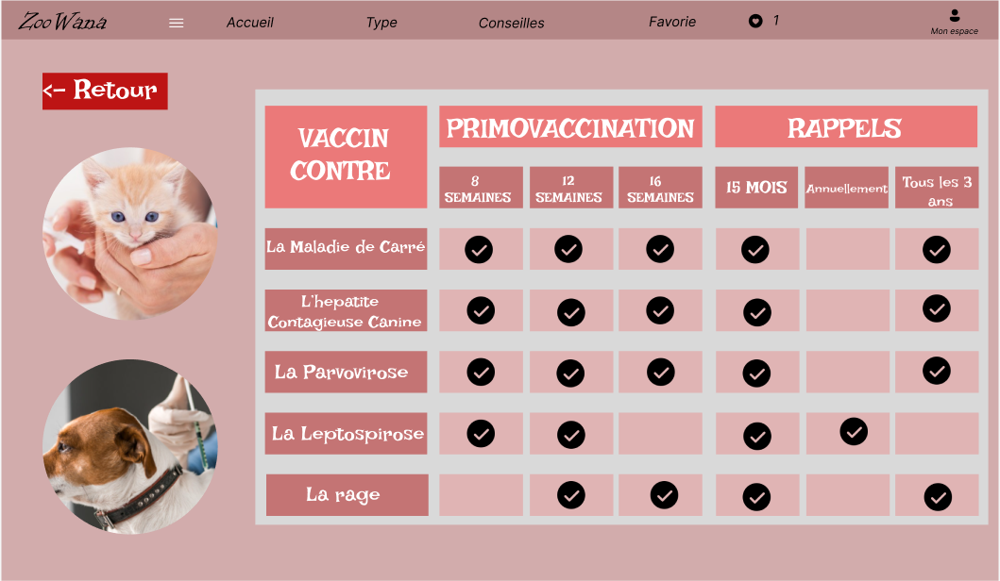 Zoo Wana
Accueil
Type
Conseilles
Favorie
1
Mon espace
<- Retour
VACCIN
CONTRE
PRIMOVACCINATION
RAPPELS
8
SEMAINES
12
SEMAINES
16
SEMAINES
15 MOIS
Annuellement
Tous les 3
ans
La Maladie de Carré
L'hepatite
Contagieuse Canine
La Parvovirose
La Leptospirose
La rage